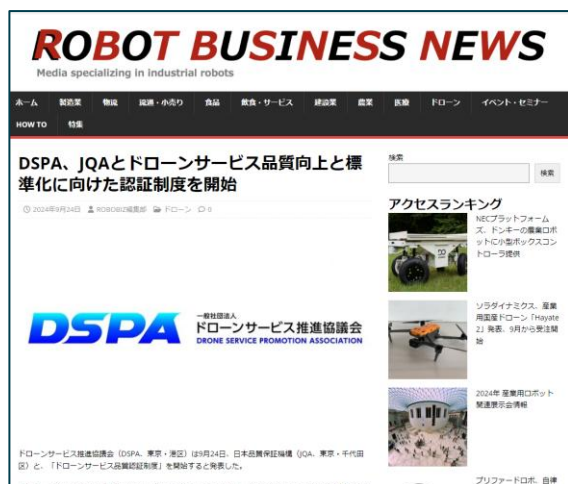 ROBOT BUSINESS NEWS
Media specializing in industrial robots
ホーム 製造業 物流 流通・小売り 食品 飲食・サービス 建設業 農業 医療 ドローン イベント・セミナー
HOW TO 特集
DSPA、JQAとドローンサービス品質向上と標
準化に向けた認証制度を開始
2024年9月24日 ROBOBIZ編集部 ドローン 0
DSPA
一般社団法人
ドローンサービス推進協議会
DRONE SERVICE PROMOTION ASSOCIATION
ドローンサービス推進協議会（DSPA、東京・港区）は9月24日、日本品質保証機構（JQA、東京・千代田
区）と、「ドローンサービス品質認証制度」を開始すると発表した。
検索
検索
アクセスランキング
NECプラットフォーム
ズ、ドンキーの農業ロボ
ットに小型ボックスコン
トローラ提供
ソラダイナミクス、産業
用国産ドローン「Hayate
2」発表、9月から受注開
始
2024年 産業用ロボット
関連展示会情報
プリファードロボ、自律